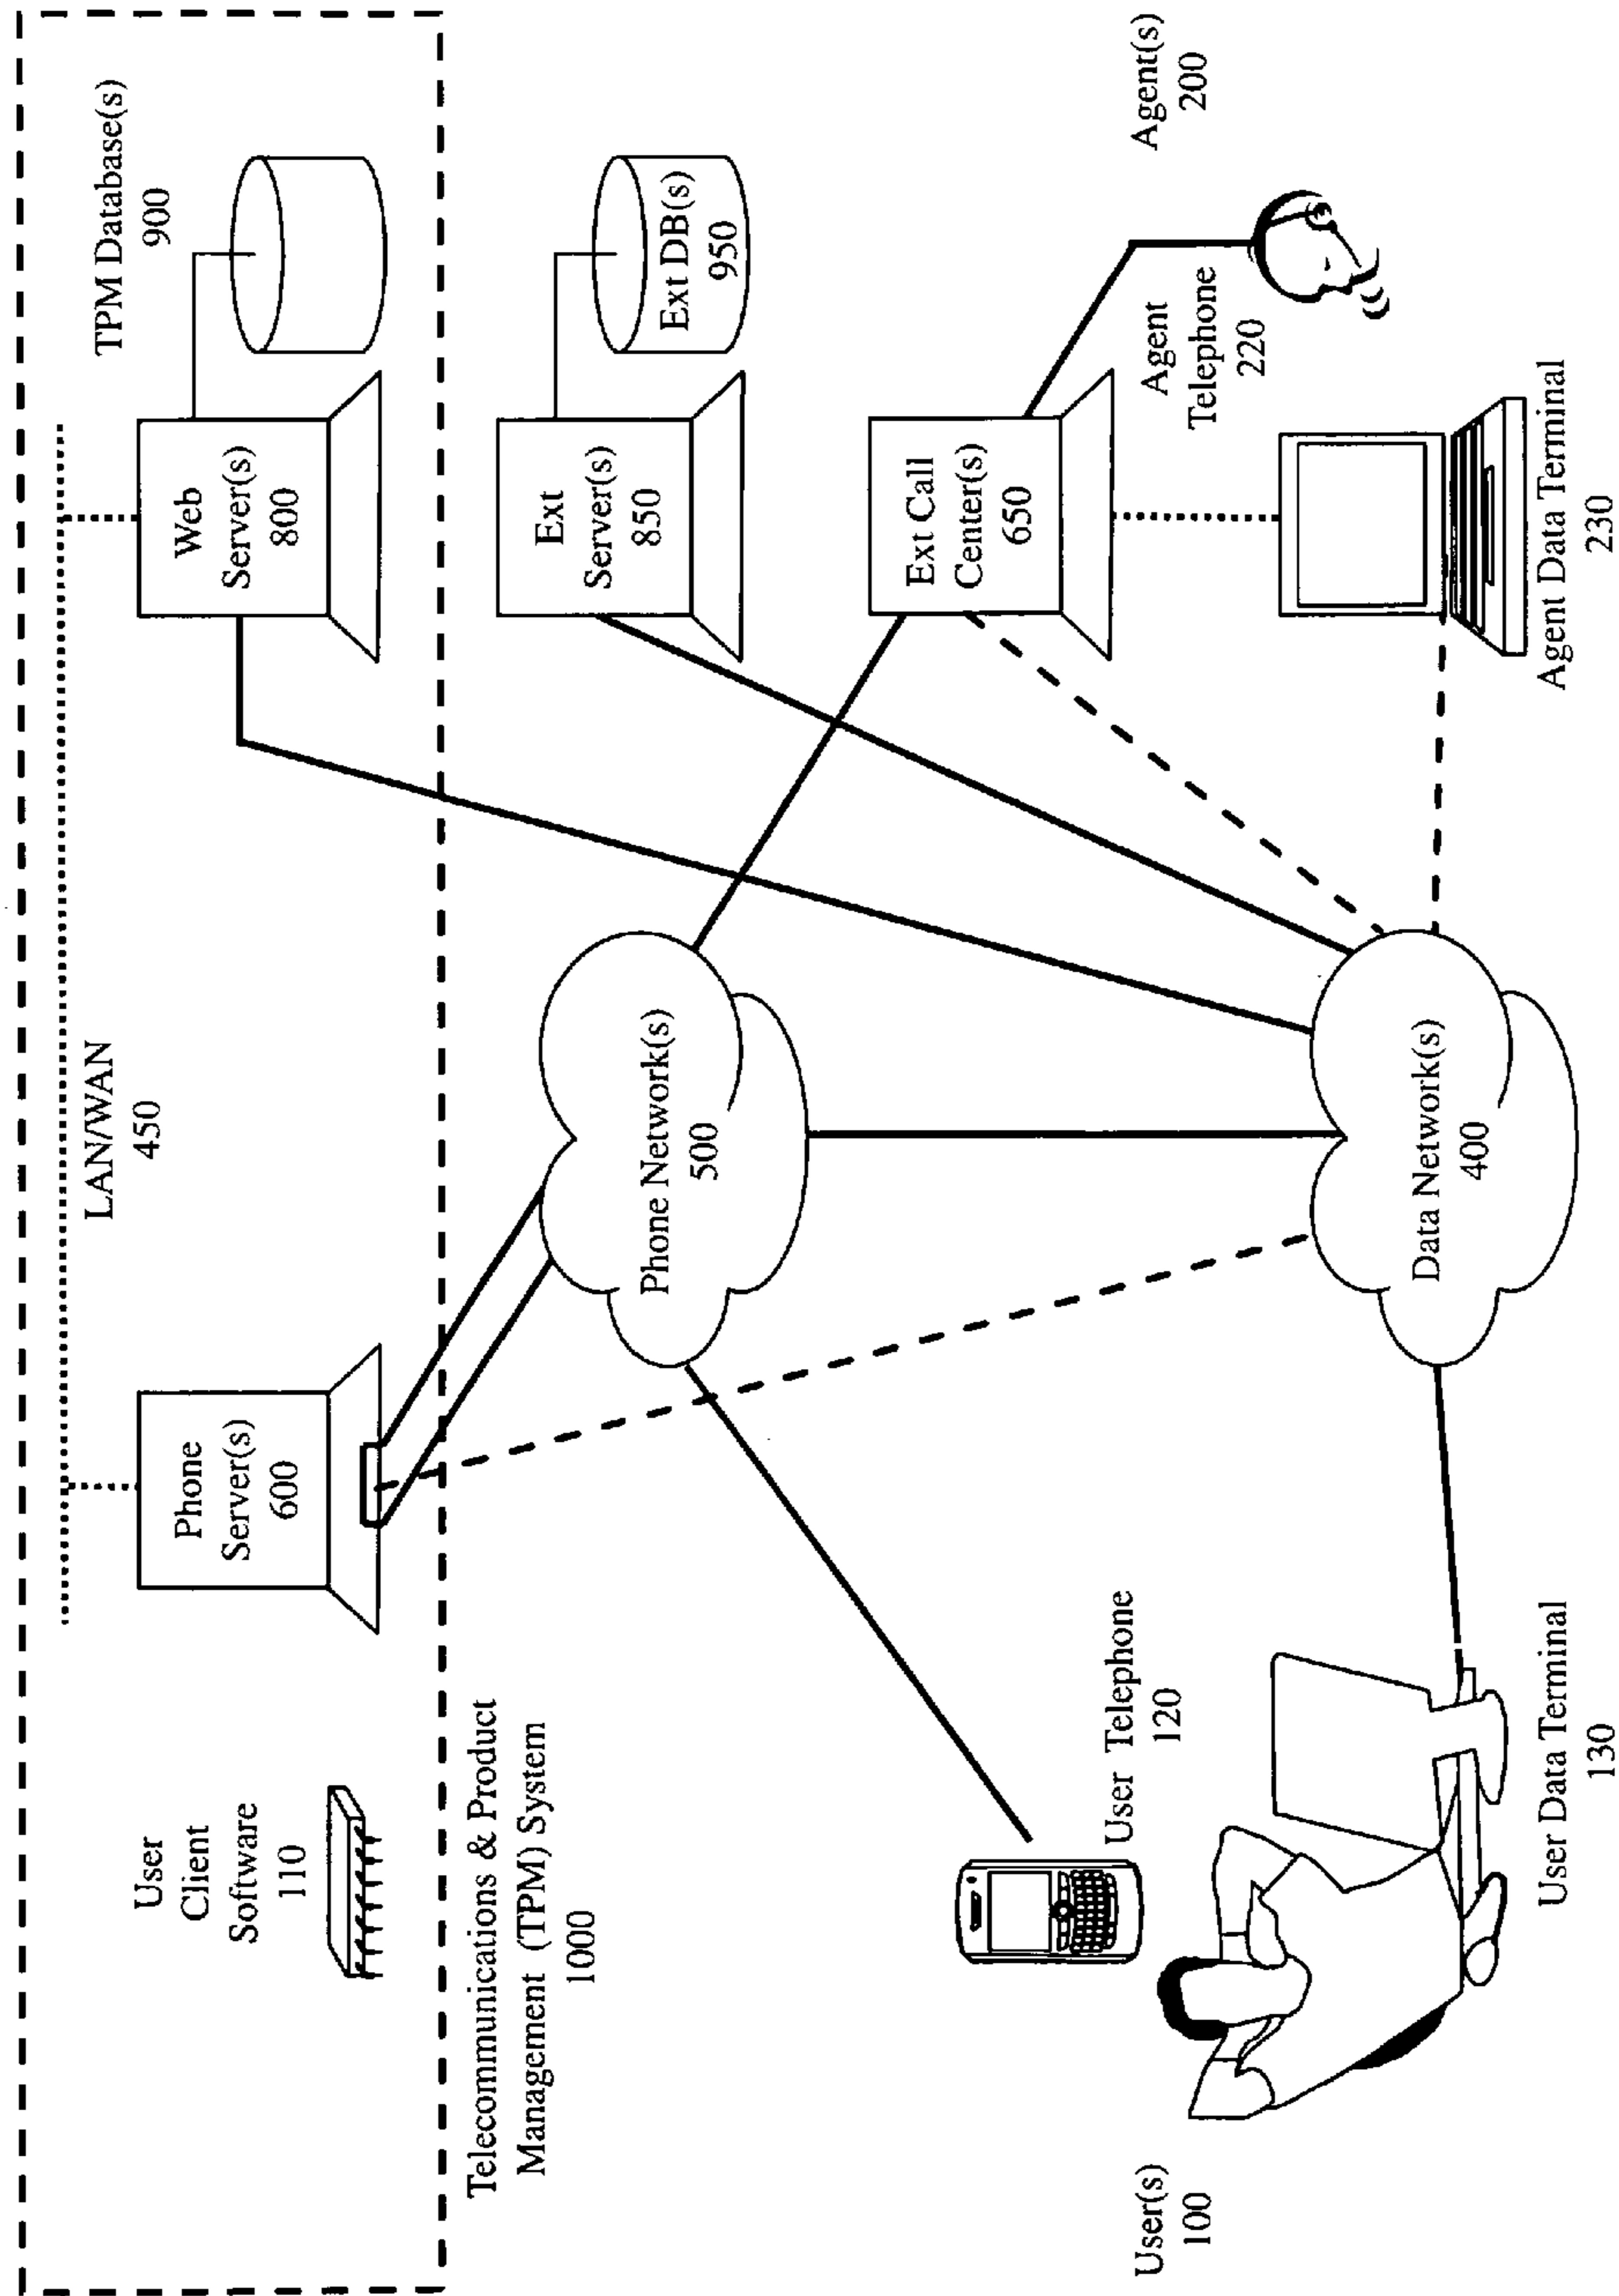 LAN/WAN
450
User
Client
Software
110
Phone
Server(s)
600
Web
Server(s)
800
TPM Database(s)
900
Telecommunications & Product
Management (TPM) System
1000
Ext
Server(s)
850
Ext DB(s)
950
Phone Network(s)
500
Ext Call
Center(s)
650
Agent(s)
200
Agent
Telephone
220
User Telephone
120
User(s)
100
Data Network(s)
400
User Data Terminal
130
Agent Data Terminal
230